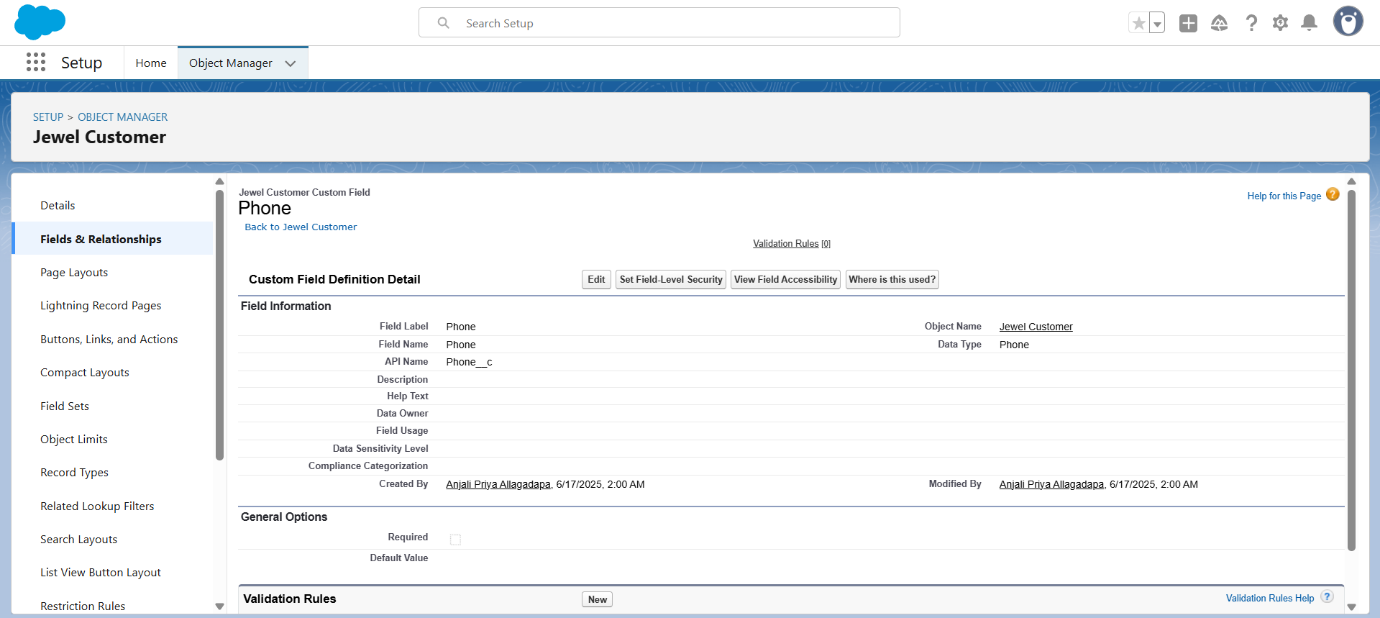 Search Setup
Setup
Home
Object Manager
SETUP > OBJECT MANAGER
Jewel Customer
Details
Fields & Relationships
Page Layouts
Lightning Record Pages
Buttons, Links, and Actions
Compact Layouts
Field Sets
Object Limits
Record Types
Related Lookup Filters
Search Layouts
List View Button Layout
Restriction Rules
Jewel Customer Custom Field
Phone
Back to Jewel Customer
Help for this Page ?
Validation Rules [0]
Custom Field Definition Detail Edit Set Field-Level Security View Field Accessibility Where is this used?
Field Information
Field Label Phone Object Name Jewel Customer
Field Name Phone Data Type Phone
API Name Phone__c
Description
Help Text
Data Owner
Field Usage
Data Sensitivity Level
Compliance Categorization
Created By Anjali Priya Allagadapa, 6/17/2025, 2:00 AM Modified By Anjali Priya Allagadapa, 6/17/2025, 2:00 AM
General Options
Required
Default Value
Validation Rules New Validation Rules Help ?